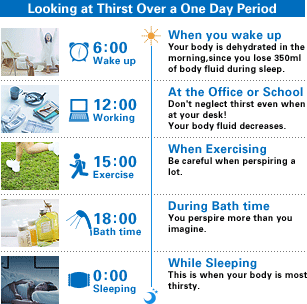 Looking at Thirst Over a One Day Period
6:00
Wake up
When you wake up
Your body is dehydrated in the
morning,since you lose 350ml
of body fluid during sleep.
12:00
Working
At the Office or School
Don't neglect thirst even when
at your desk!
Your body fluid decreases.
15:00
Exercise
When Exercising
Be careful when perspiring a
lot.
18:00
Bath time
During Bath time
You perspire more than you
imagine.
0:00
Sleeping
While Sleeping
This is when your body is most
thirsty.